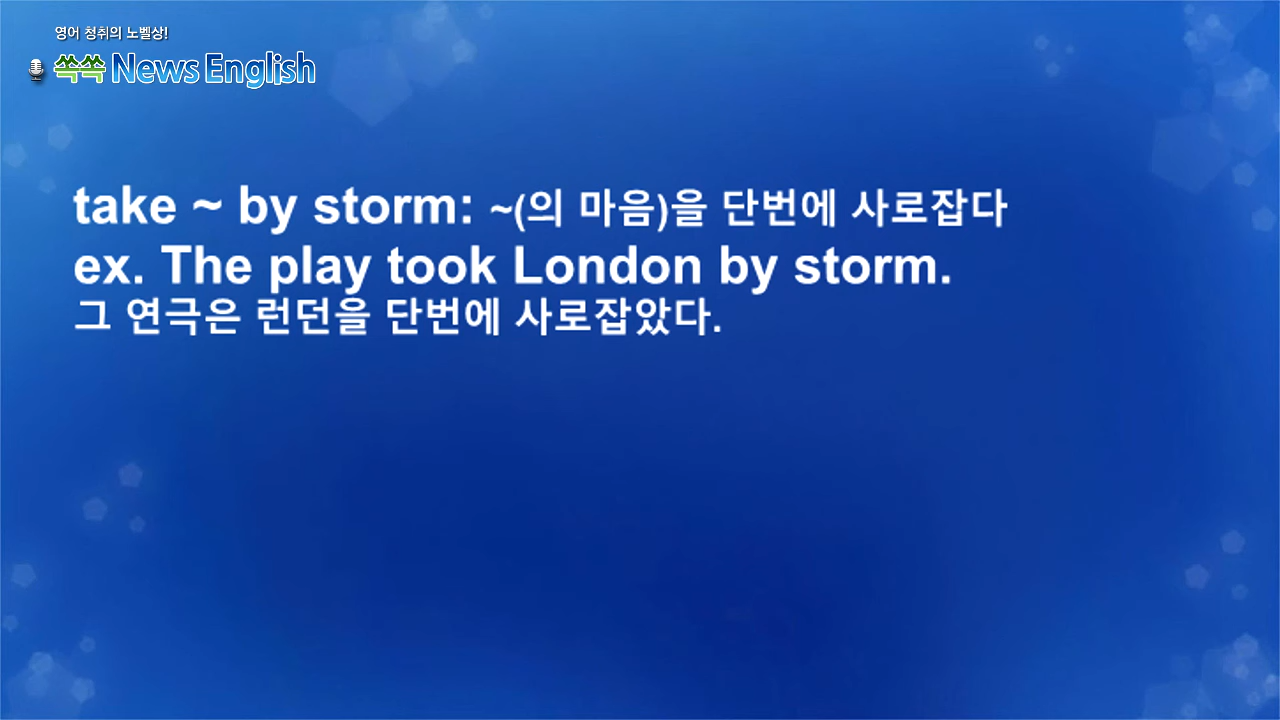 영어 청취의 노벨상!
쏙쏙 News English
take ~ by storm: ~(의 마음)을 단번에 사로잡다
ex. The play took London by storm.
그 연극은 런던을 단번에 사로잡았다.